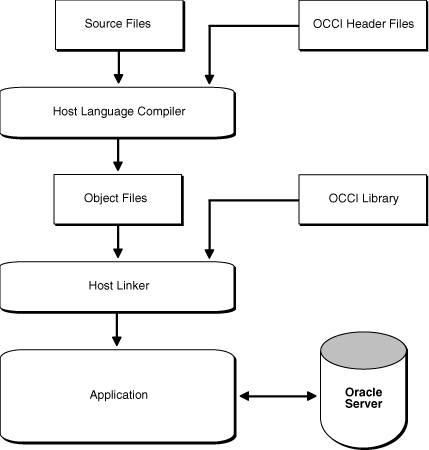 Source Files
OCCI Header Files
Host Language Compiler
Object Files
OCCI Library
Host Linker
Application
Oracle
Server